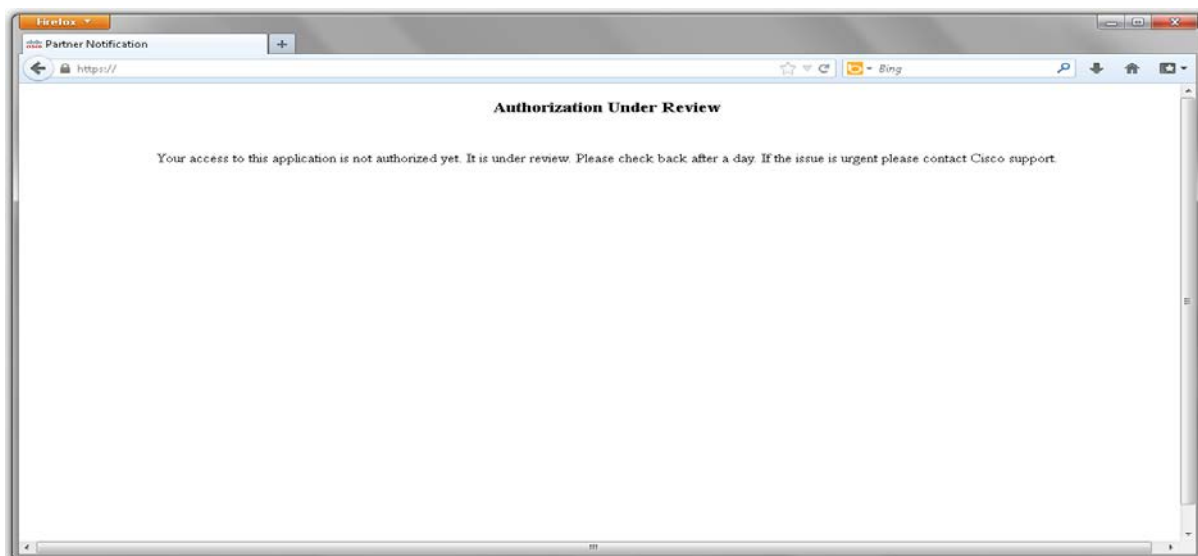 Firefox
Partner Notification
https://
Bing
Authorization Under Review
Your access to this application is not authorized yet. It is under review. Please check back after a day. If the issue is urgent please contact Cisco support.